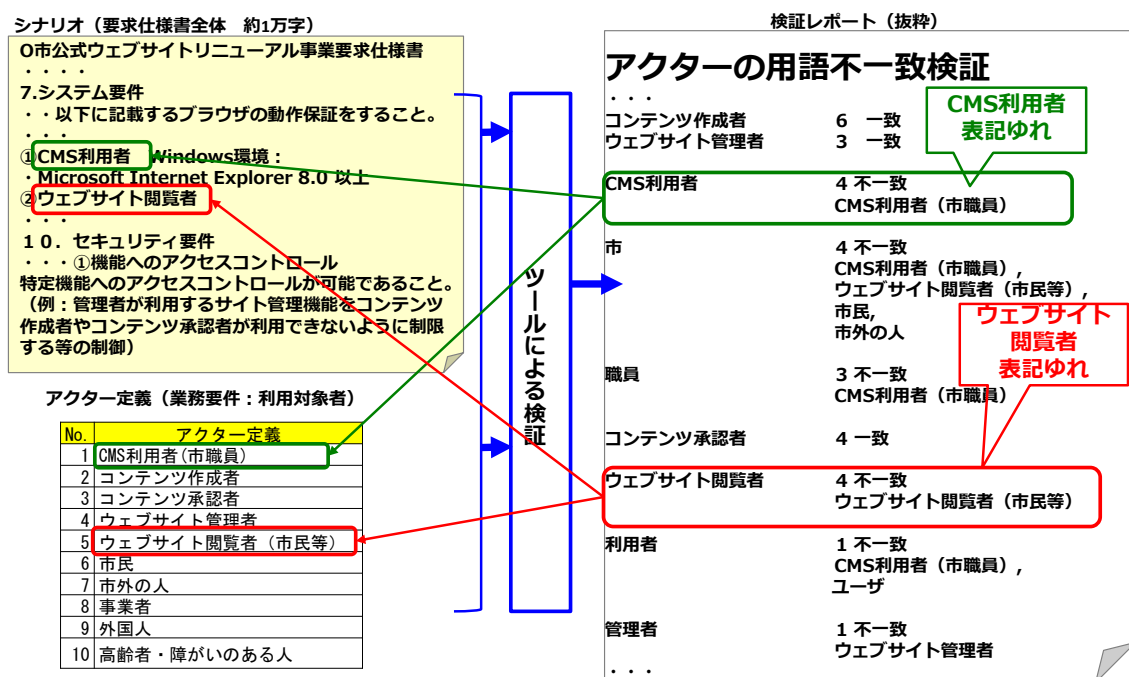 シナリオ（要求仕様書全体　約1万字）
O市公式ウェブサイトリニューアル事業要求仕様書
・・・・
7.システム要件
・・以下に記載するブラウザの動作保証をすること。
・・・
①CMS利用者　Windows環境：
・Microsoft Internet Explorer 8.0 以上
②ウェブサイト閲覧者
・・・
１０．セキュリティ要件
・・・①機能へのアクセスコントロール
特定機能へのアクセスコントロールが可能であること。
（例：管理者が利用するサイト管理機能をコンテンツ
作成者やコンテンツ承認者が利用できないように制限
する等の制御）
アクター定義（業務要件：利用対象者）
No.　アクター定義
1 CMS利用者(市職員)
2 コンテンツ作成者
3 コンテンツ承認者
4 ウェブサイト管理者
5 ウェブサイト閲覧者（市民等）
6 市民
7 市外の人
8 事業者
9 外国人
10 高齢者・障がいのある人
ツールによる検証
検証レポート（抜粋）
アクターの用語不一致検証
・・・
コンテンツ作成者　6　一致
ウェブサイト管理者　3　一致
CMS利用者
表記ゆれ
CMS利用者　4 不一致
CMS利用者（市職員）
市　4 不一致
CMS利用者（市職員）,
ウェブサイト閲覧者（市民等）,
市民,
市外の人
ウェブサイト
閲覧者
表記ゆれ
職員　3 不一致
CMS利用者（市職員）
コンテンツ承認者　4 一致
ウェブサイト閲覧者　4 不一致
ウェブサイト閲覧者（市民等）
利用者　1 不一致
CMS利用者（市職員）,
ユーザ
管理者　1 不一致
ウェブサイト管理者
・・・